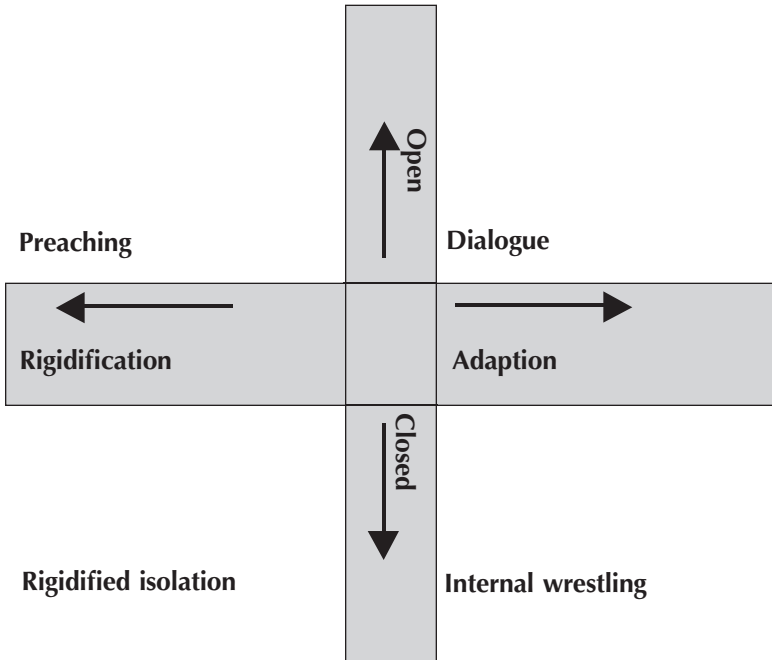 Open
Preaching
Dialogue
Rigidification
Adaption
Closed
Rigidified isolation
Internal wrestling